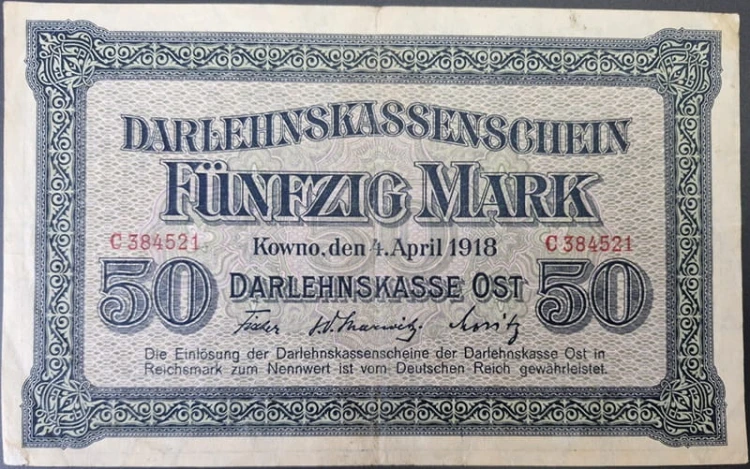 DARLEHNSKASSENSCHEIN
FÜNFZIG MARK
C 384521 C 384521
Kowno, den 4. April 1918
50 50
DARLEHNSKASSE OST
Fischer
Die Einlösung der Darlehnskassenscheine der Darlehnskasse Ost in
Reichsmark zum Nennwert ist vom Deutschen Reich gewährleistet.